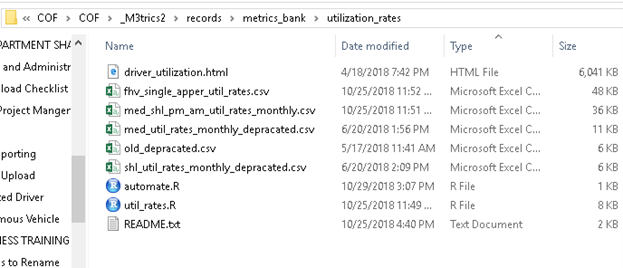 COF > COF > _M3trics2 > records > metrics_bank > utilization_rates
Name Date modified Type Size
PARTMENT SHA
and Administr
load Checklist
Project Manger
porting
Upload
ted Driver
mous Vehicle
IESS TRAINING
s to Rename
driver_utilization.html 4/18/2018 7:42 PM HTML File 6,041 KB
fhv_single_apper_util_rates.csv 10/25/2018 11:52 ... Microsoft Excel C... 48 KB
med_shl_pm_am_util_rates_monthly.csv 10/25/2018 11:51 ... Microsoft Excel C... 36 KB
med_util_rates_monthly_depracated.csv 6/20/2018 1:56 PM Microsoft Excel C... 11 KB
old_depracated.csv 5/17/2018 11:41 AM Microsoft Excel C... 6 KB
shl_util_rates_monthly_depracated.csv 6/20/2018 2:09 PM Microsoft Excel C... 6 KB
automate.R 10/29/2018 3:07 PM R File 1 KB
util_rates.R 10/25/2018 11:49 ... R File 8 KB
README.txt 10/25/2018 4:40 PM Text Document 2 KB